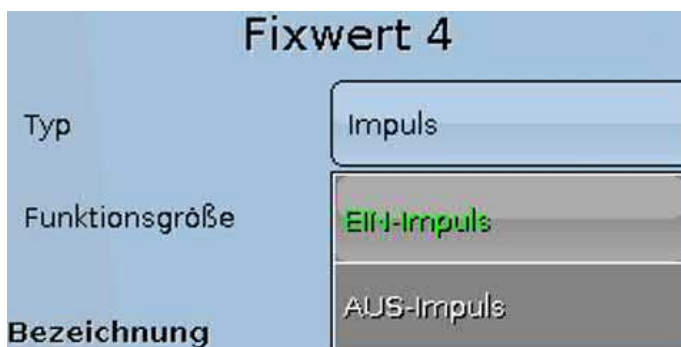 Fixwert 4
Typ Impuls
Funktionsgröße EIN-Impuls
AUS-Impuls
Bezeichnung